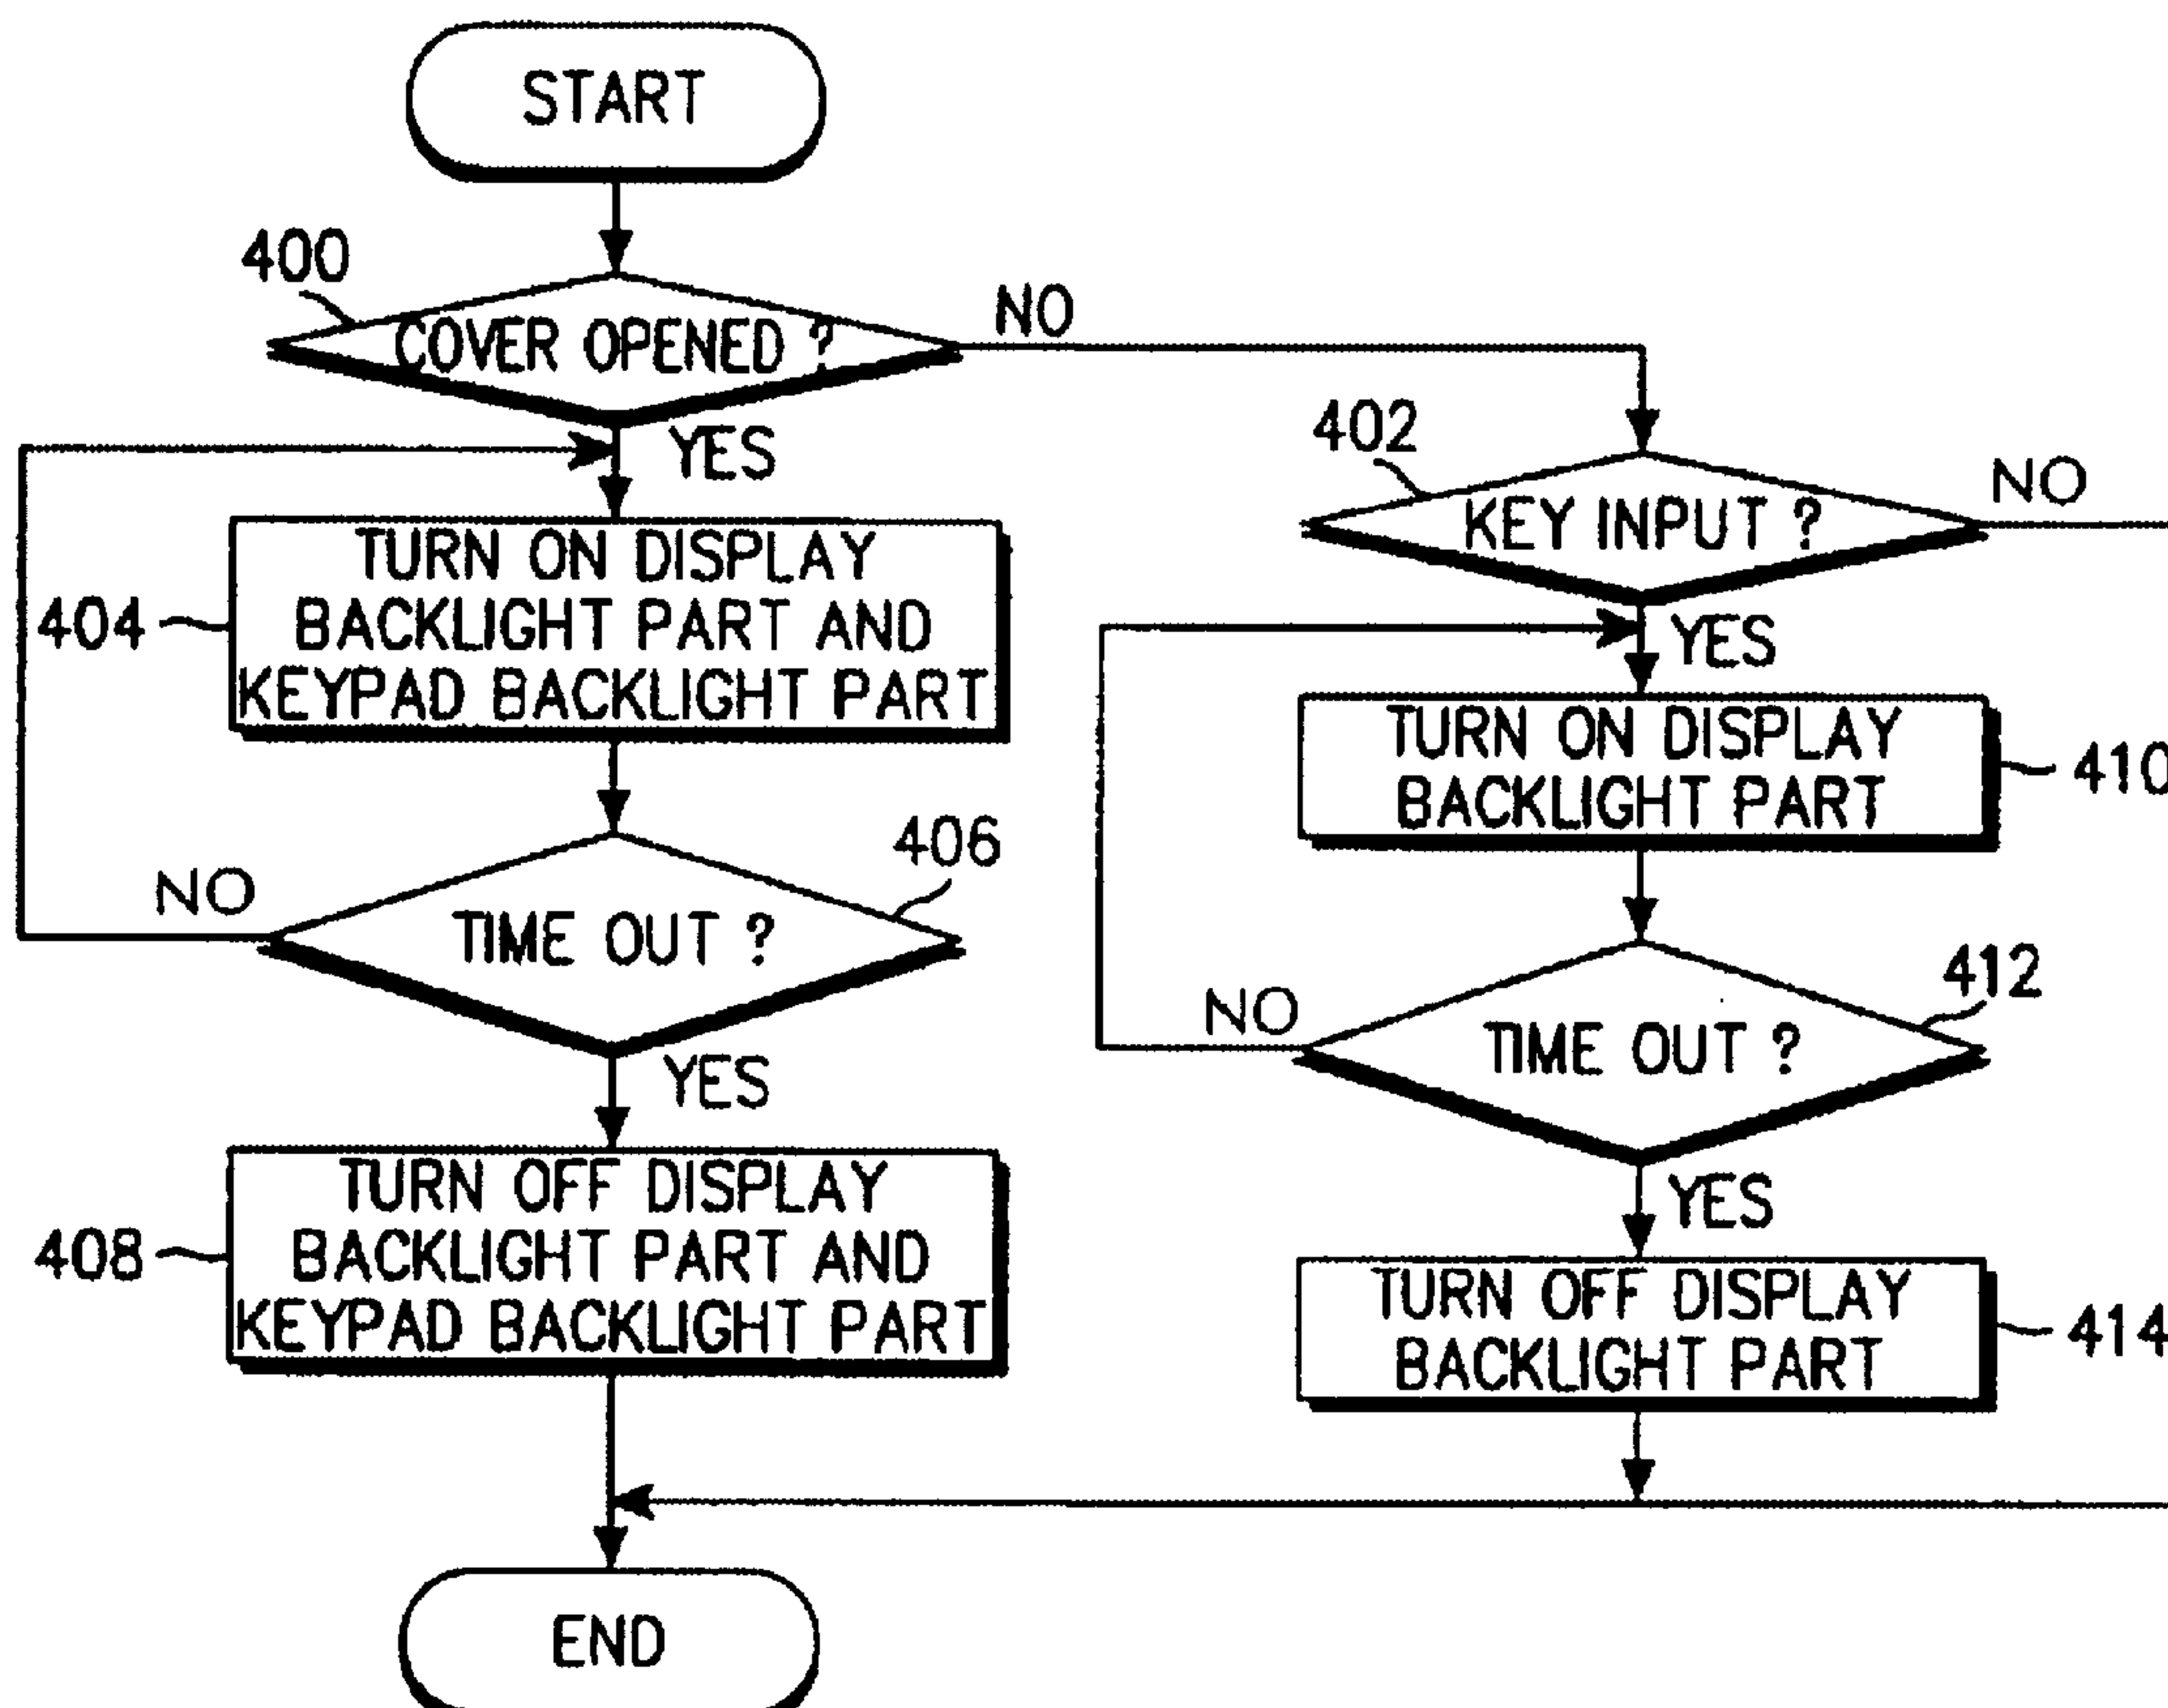 START
400
COVER OPENED ?
NO
YES
402
KEY INPUT ?
NO
YES
404
TURN ON DISPLAY
BACKLIGHT PART AND
KEYPAD BACKLIGHT PART
TURN ON DISPLAY
BACKLIGHT PART
410
406
TIME OUT ?
NO
YES
412
TIME OUT ?
NO
YES
408
TURN OFF DISPLAY
BACKLIGHT PART AND
KEYPAD BACKLIGHT PART
TURN OFF DISPLAY
BACKLIGHT PART
414
END